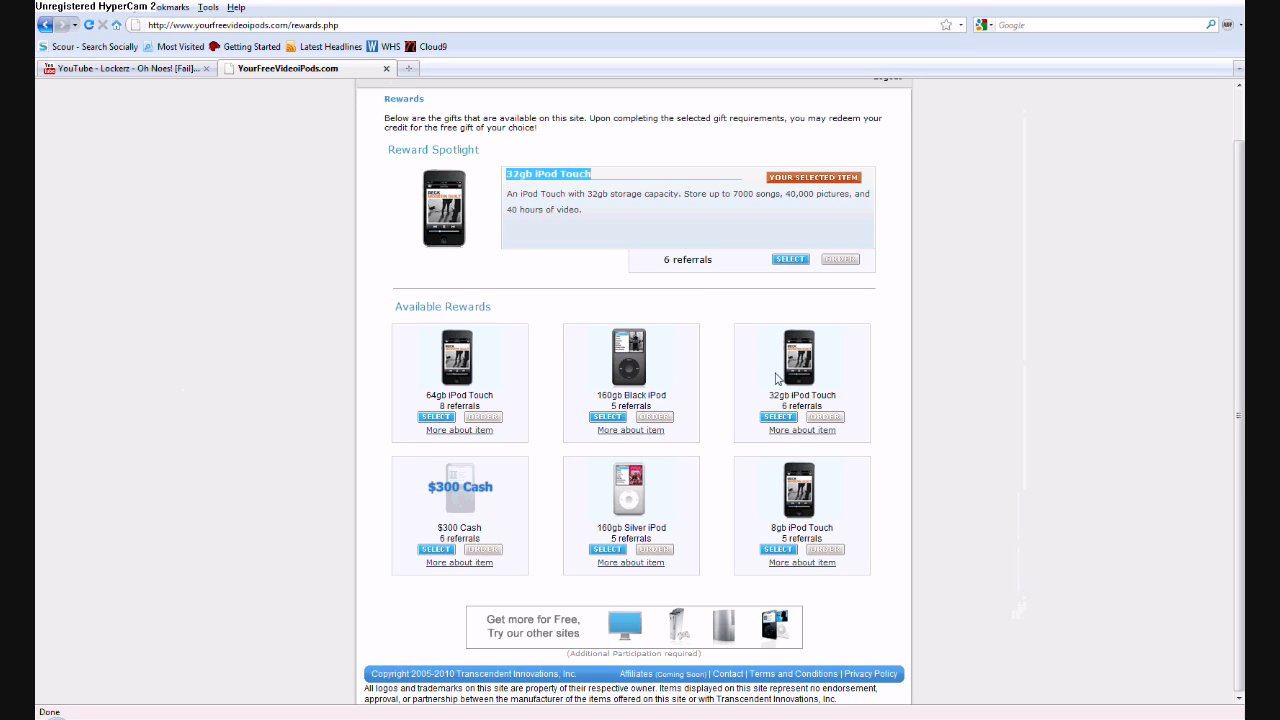 Unregistered HyperCam 2
okmarks Tools Help
http://www.yourfreevideoipods.com/rewards.php
Google
Scour - Search Socially Most Visited Getting Started Latest Headlines WHS Cloud9
YouTube - Lockerz - Oh Noes! [Fail]...
YourFreeVideoiPods.com
Rewards
Below are the gifts that are available on this site. Upon completing the selected gift requirements, you may redeem your
credit for the free gift of your choice!
Reward Spotlight
32gb iPod Touch
YOUR SELECTED ITEM
An iPod Touch with 32gb storage capacity. Store up to 7000 songs, 40,000 pictures, and
40 hours of video.
6 referrals
SELECT ORDER
Available Rewards
64gb iPod Touch
8 referrals
SELECT ORDER
More about item
160gb Black iPod
5 referrals
SELECT ORDER
More about item
32gb iPod Touch
6 referrals
SELECT ORDER
More about item
$300 Cash
$300 Cash
6 referrals
SELECT ORDER
More about item
160gb Silver iPod
5 referrals
SELECT ORDER
More about item
8gb iPod Touch
5 referrals
SELECT ORDER
More about item
Get more for Free,
Try our other sites
(Additional Participation required)
Copyright 2005-2010 Transcendent Innovations, Inc.
Affiliates (Coming Soon) | Contact | Terms and Conditions | Privacy Policy
All logos and trademarks on this site are property of their respective owner. Items displayed on this site represent no endorsement,
approval, or partnership between the manufacturer of the items offered on this site or with Transcendent Innovations, Inc.
Done